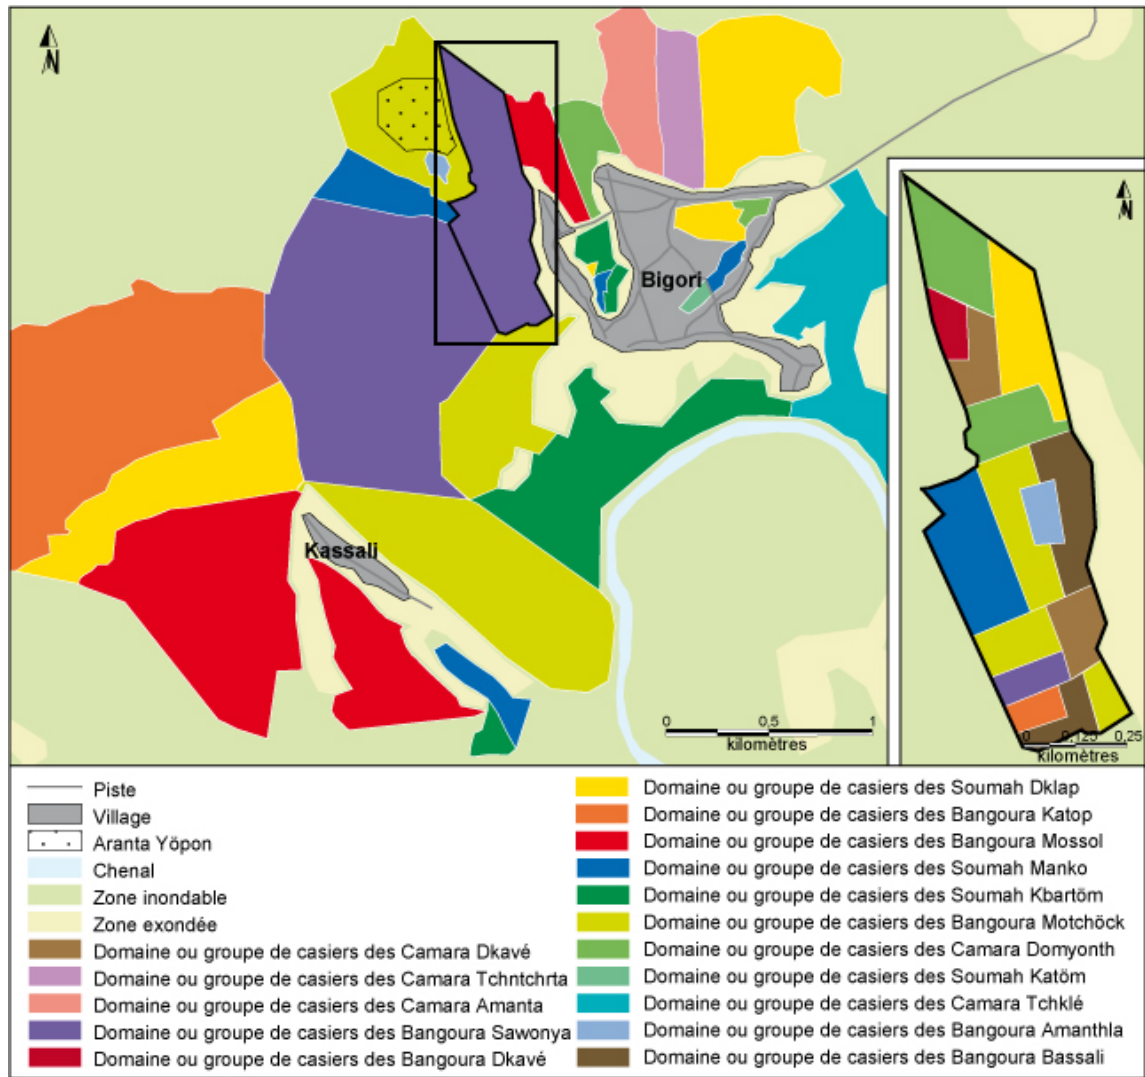 N
N
Bigori
Kassali
0 0,5 1
kilomètres
0 0,125 0,25
kilomètres
Piste
Village
Aranta Yöpon
Chenal
Zone inondable
Zone exondée
Domaine ou groupe de casiers des Camara Dkavé
Domaine ou groupe de casiers des Camara Tchntchrta
Domaine ou groupe de casiers des Camara Amanta
Domaine ou groupe de casiers des Bangoura Sawonya
Domaine ou groupe de casiers des Bangoura Dkavé
Domaine ou groupe de casiers des Soumah Dklap
Domaine ou groupe de casiers des Bangoura Katop
Domaine ou groupe de casiers des Bangoura Mossol
Domaine ou groupe de casiers des Soumah Manko
Domaine ou groupe de casiers des Soumah Kbartöm
Domaine ou groupe de casiers des Bangoura Motchöck
Domaine ou groupe de casiers des Camara Domyonth
Domaine ou groupe de casiers des Soumah Katöm
Domaine ou groupe de casiers des Camara Tchklé
Domaine ou groupe de casiers des Bangoura Amanthla
Domaine ou groupe de casiers des Bangoura Bassali